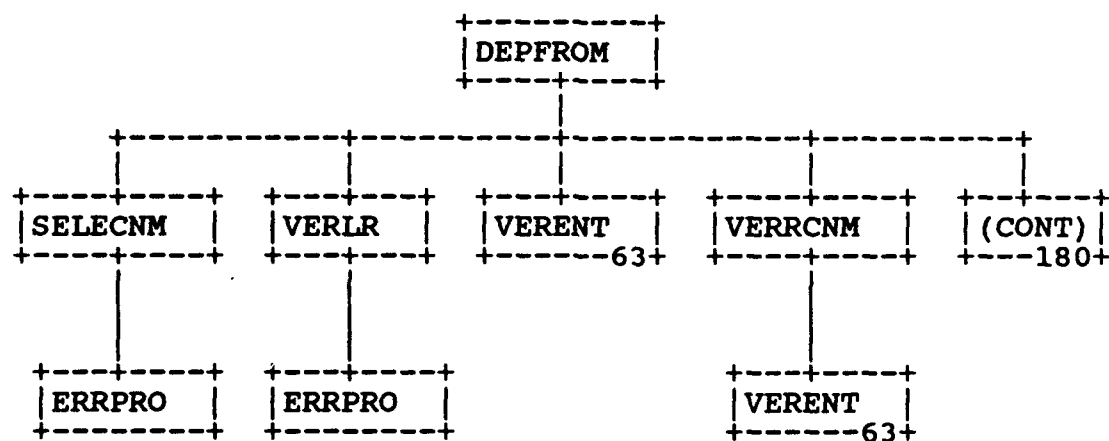 DEPFROM
SELECNM VERLR VERENT VERRCNM (CONT)
63 180
ERRPRO ERRPRO VERENT
63